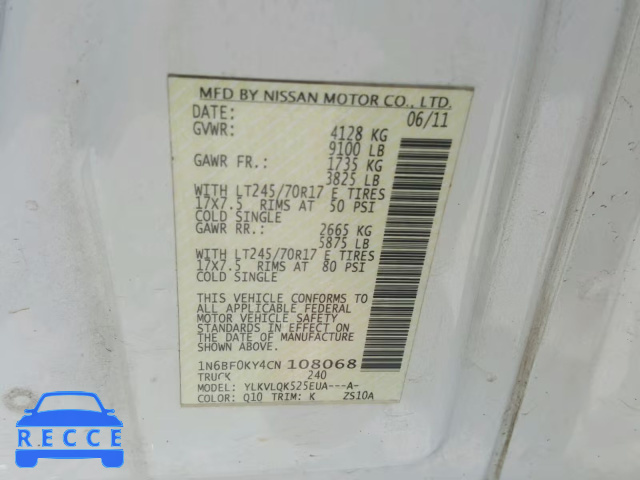 MFD BY NISSAN MOTOR CO., LTD.
DATE: 06/11
GVWR: 4128 KG
9100 LB
GAWR FR.: 1735 KG
3825 LB
WITH LT245/70R17 E TIRES
17X7.5 RIMS AT 50 PSI
COLD SINGLE
GAWR RR.: 2665 KG
5875 LB
WITH LT245/70R17 E TIRES
17X7.5 RIMS AT 80 PSI
COLD SINGLE
THIS VEHICLE CONFORMS TO
ALL APPLICABLE FEDERAL
MOTOR VEHICLE SAFETY
STANDARDS IN EFFECT ON
THE DATE OF MANUFACTURE
SHOWN ABOVE.
1N6BF0KY4CN 108068
TRUCK 240
MODEL: YLKVLQK525EUA---A-
COLOR: Q10 TRIM: K ZS10A
FAXVIN.COM